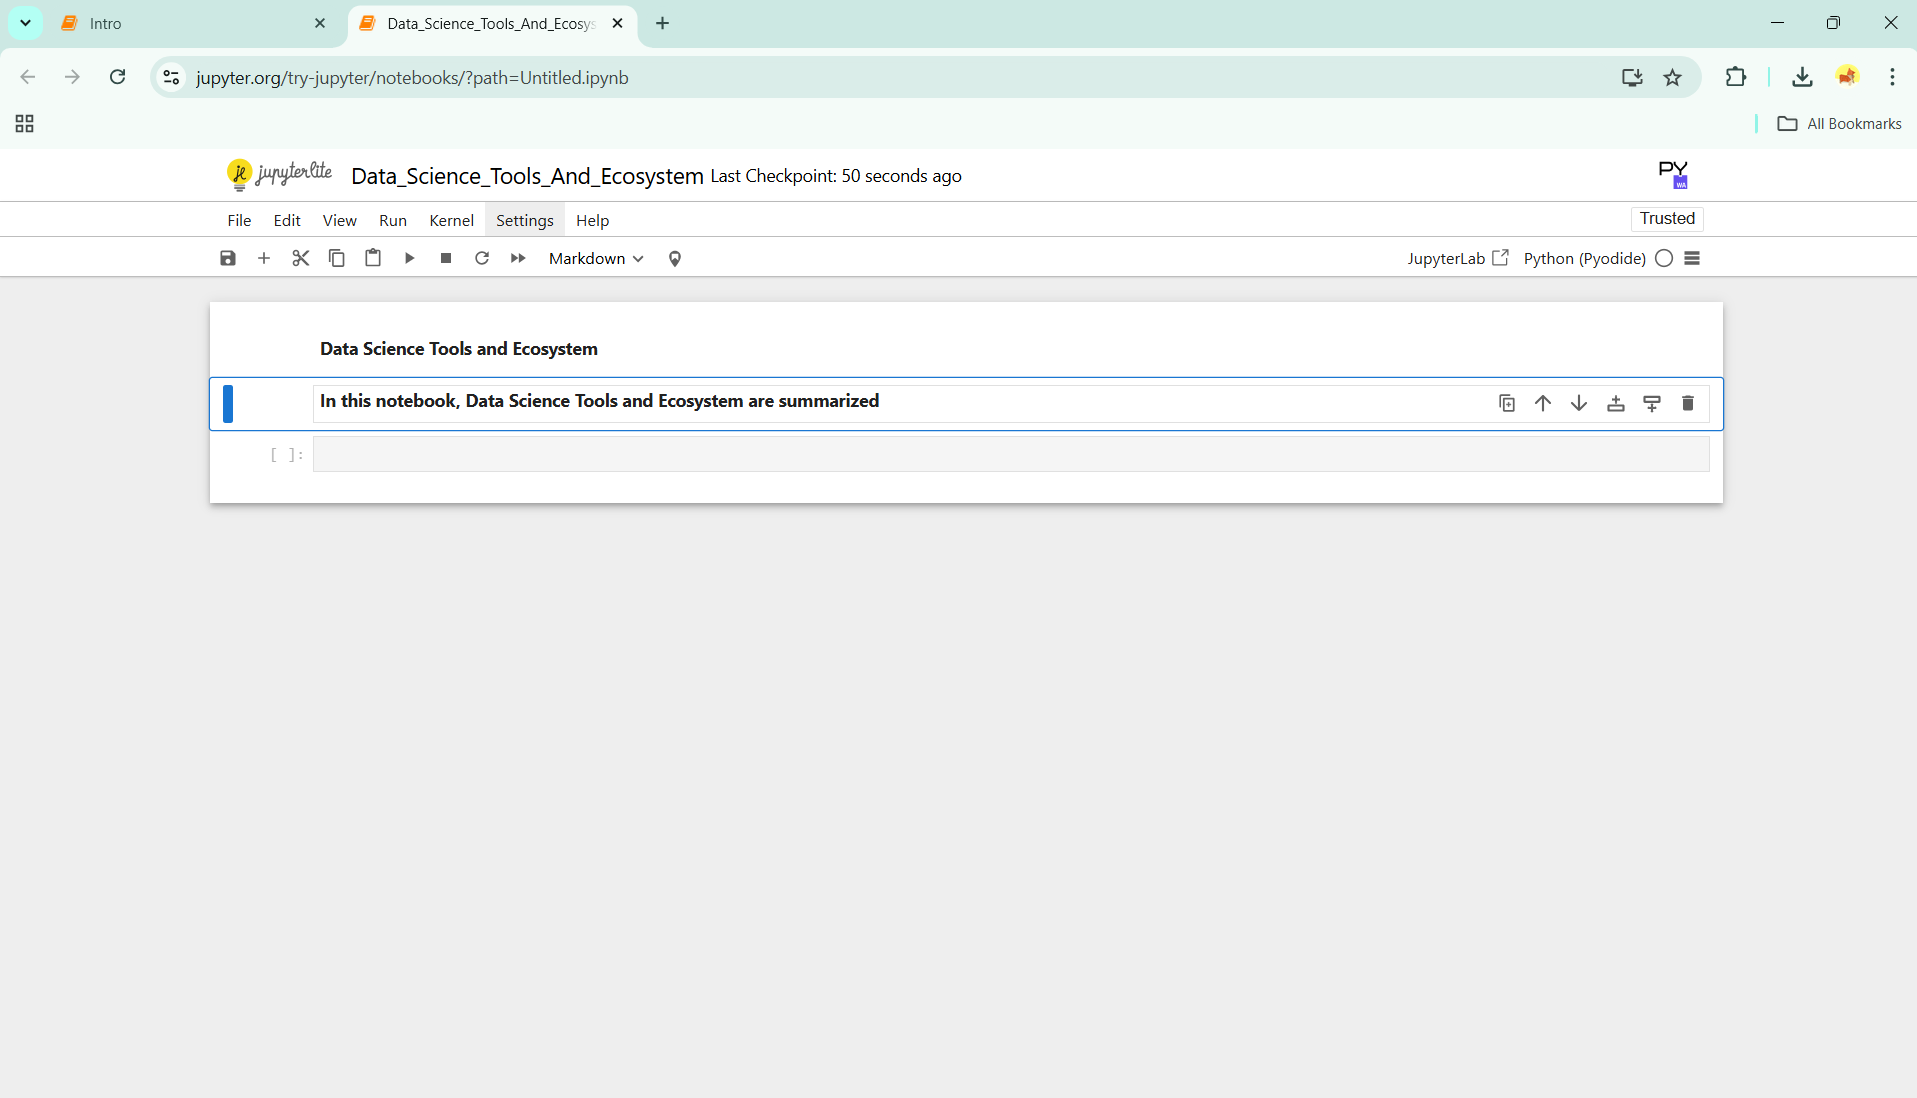 Intro
Data_Science_Tools_And_Ecosys
jupyter.org/try-jupyter/notebooks/?path=Untitled.ipynb
All Bookmarks
jupyterlite Data_Science_Tools_And_Ecosystem Last Checkpoint: 50 seconds ago PY WA
File Edit View Run Kernel Settings Help Trusted
Markdown JupyterLab Python (Pyodide)
Data Science Tools and Ecosystem
In this notebook, Data Science Tools and Ecosystem are summarized
[ ]: